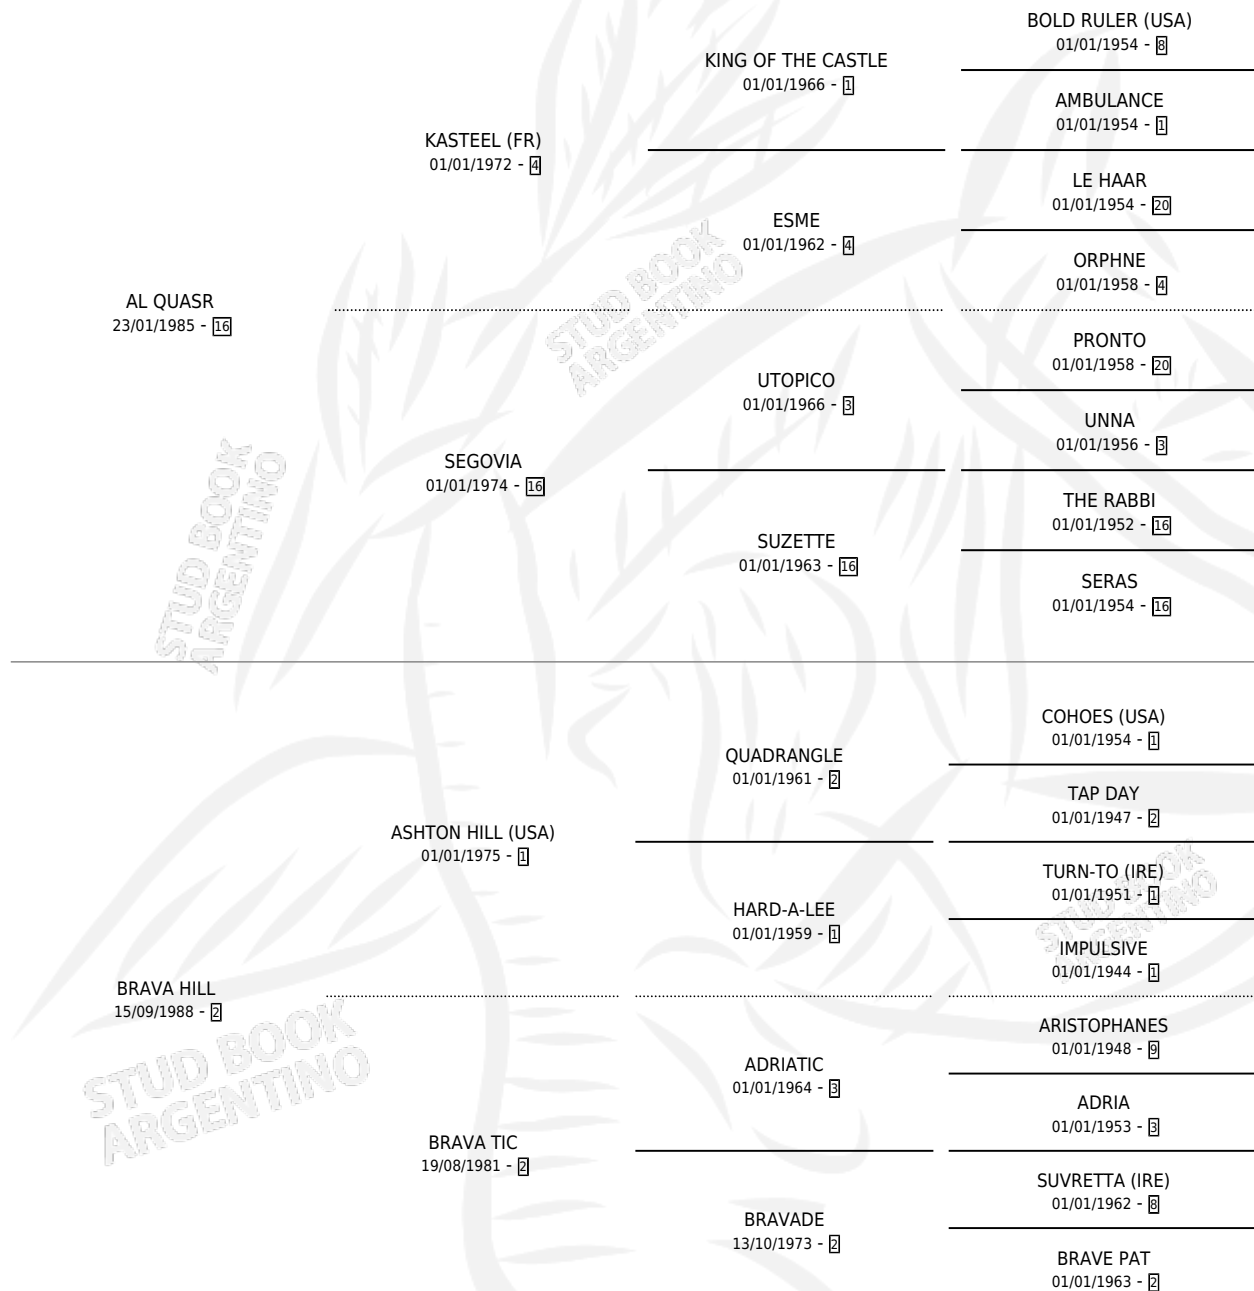 BOLD RULER (USA)
01/01/1954 - 8
KING OF THE CASTLE
01/01/1966 - 1
AMBULANCE
01/01/1954 - 1
KASTEEL (FR)
01/01/1972 - 4
LE HAAR
01/01/1954 - 20
ESME
01/01/1962 - 4
ORPHNE
01/01/1958 - 4
AL QUASR
23/01/1985 - 16
PRONTO
01/01/1958 - 20
UTOPICO
01/01/1966 - 3
UNNA
01/01/1956 - 3
SEGOVIA
01/01/1974 - 16
THE RABBI
01/01/1952 - 16
SUZETTE
01/01/1963 - 16
SERAS
01/01/1954 - 16
STUD BOOK
ARGENTINO
STUD BOOK
ARGENTINO
COHOES (USA)
01/01/1954 - 1
QUADRANGLE
01/01/1961 - 2
TAP DAY
01/01/1947 - 2
ASHTON HILL (USA)
01/01/1975 - 1
TURN-TO (IRE)
01/01/1951 - 1
HARD-A-LEE
01/01/1959 - 1
IMPULSIVE
01/01/1944 - 1
BRAVA HILL
15/09/1988 - 2
ARISTOPHANES
01/01/1948 - 9
ADRIATIC
01/01/1964 - 3
ADRIA
01/01/1953 - 3
BRAVA TIC
19/08/1981 - 2
SUVRETTA (IRE)
01/01/1962 - 8
BRAVADE
13/10/1973 - 2
BRAVE PAT
01/01/1963 - 2
STUD BOOK
ARGENTINO
STUD BOOK
ARGENTINO